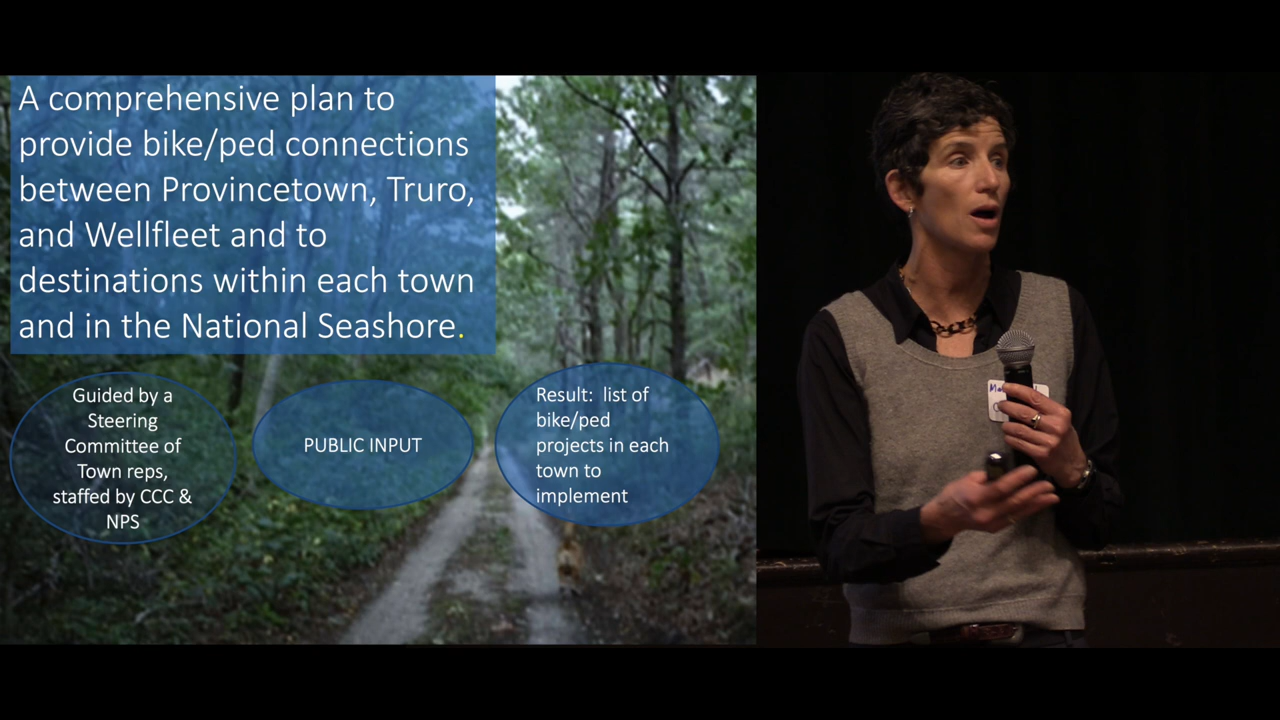 A comprehensive plan to
provide bike/ped connections
between Provincetown, Truro,
and Wellfleet and to
destinations within each town
and in the National Seashore.
Guided by a
Steering
Committee of
Town reps,
staffed by CCC &
NPS
PUBLIC INPUT
Result: list of
bike/ped
projects in each
town to
implement